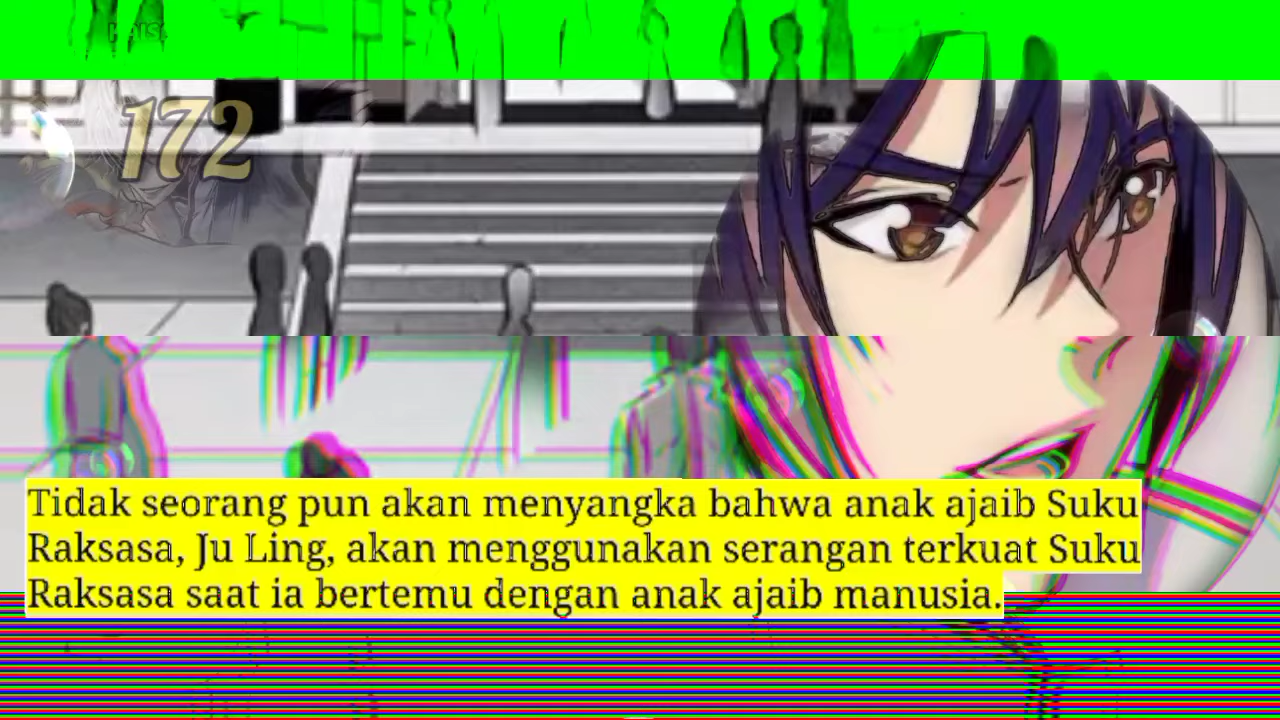 KAIS
172
Tidak seorang pun akan menyangka bahwa anak ajaib Suku
Raksasa, Ju Ling, akan menggunakan serangan terkuat Suku
Raksasa saat ia bertemu dengan anak ajaib manusia.